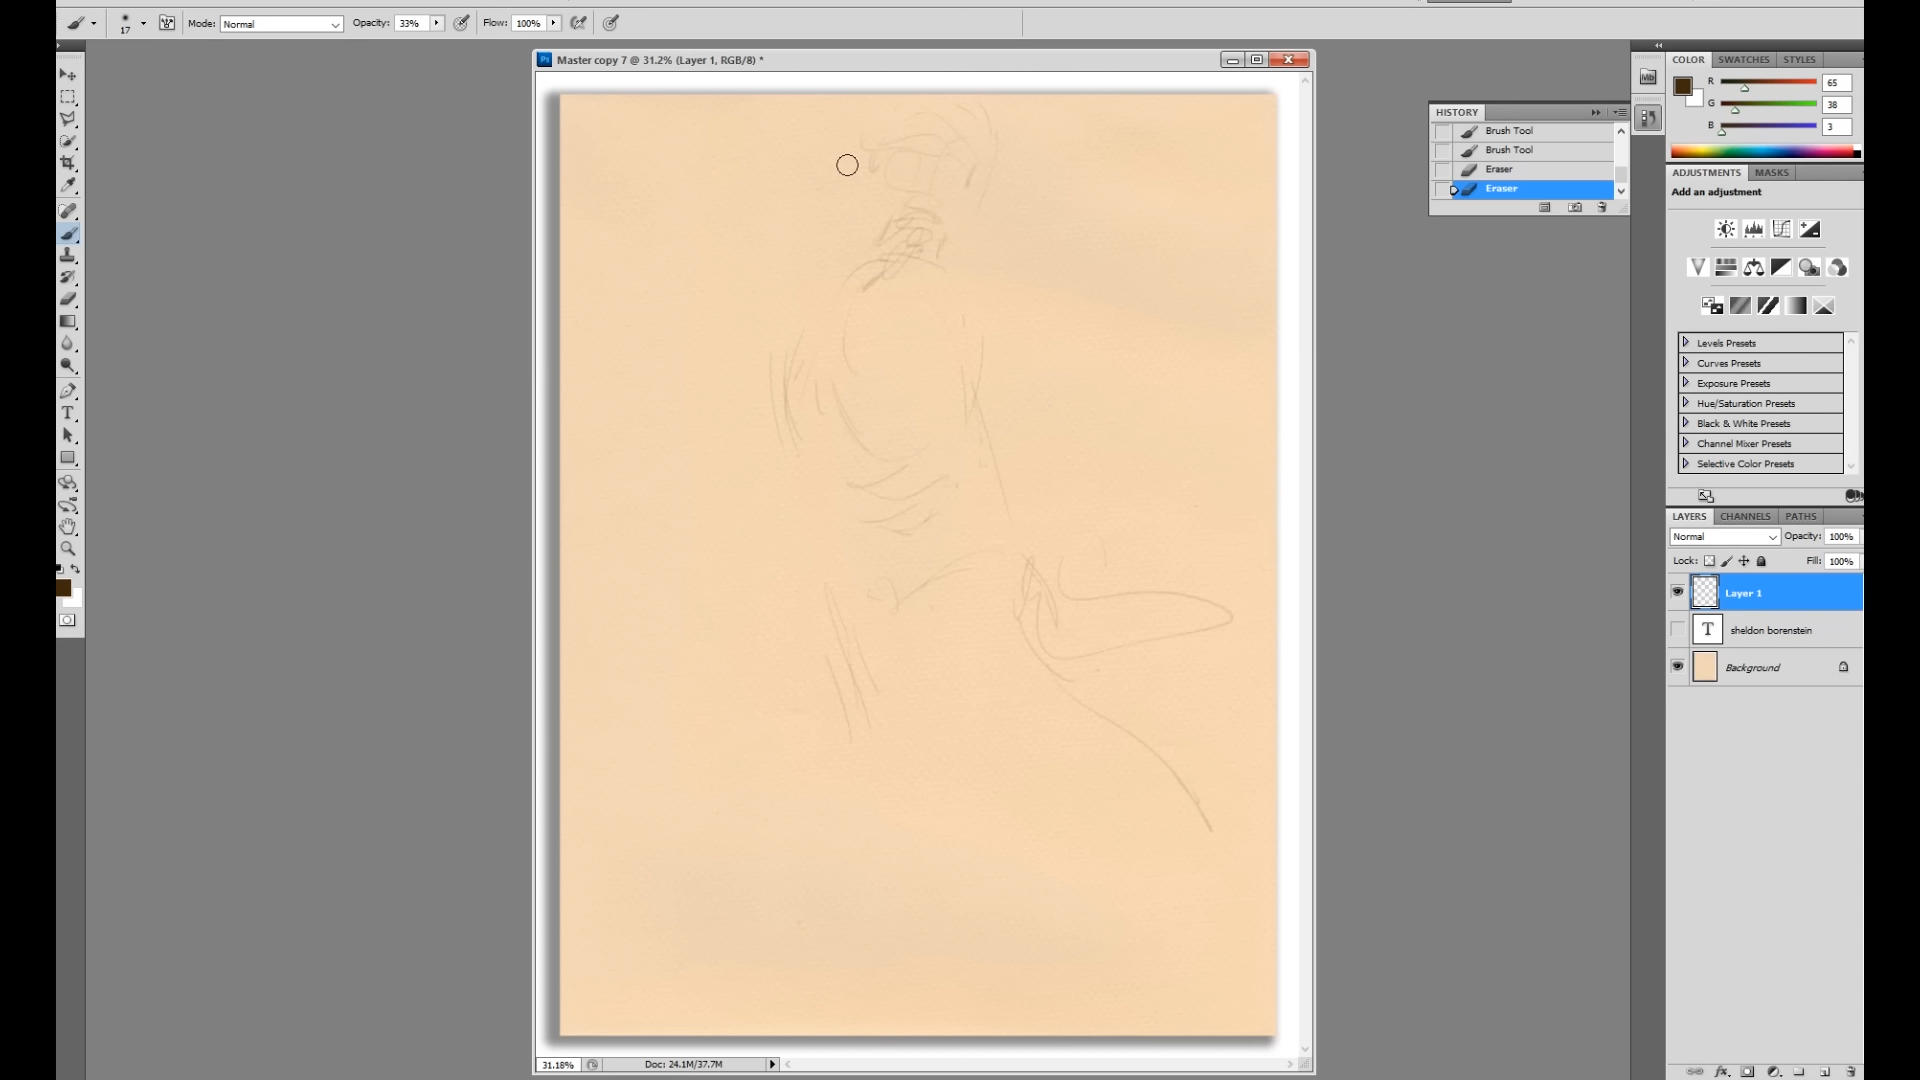 17 Mode: Normal Opacity: 33% Flow: 100%
Ps Master copy 7 @ 31.2% (Layer 1, RGB/8) *
HISTORY
Brush Tool
Brush Tool
Eraser
Eraser
Mb
COLOR SWATCHES STYLES
R 65
G 38
B 3
ADJUSTMENTS MASKS
Add an adjustment
Levels Presets
Curves Presets
Exposure Presets
Hue/Saturation Presets
Black & White Presets
Channel Mixer Presets
Selective Color Presets
LAYERS CHANNELS PATHS
Normal Opacity: 100%
Lock: Fill: 100%
Layer 1
T sheldon borenstein
Background
31.18% Doc: 24.1M/37.7M